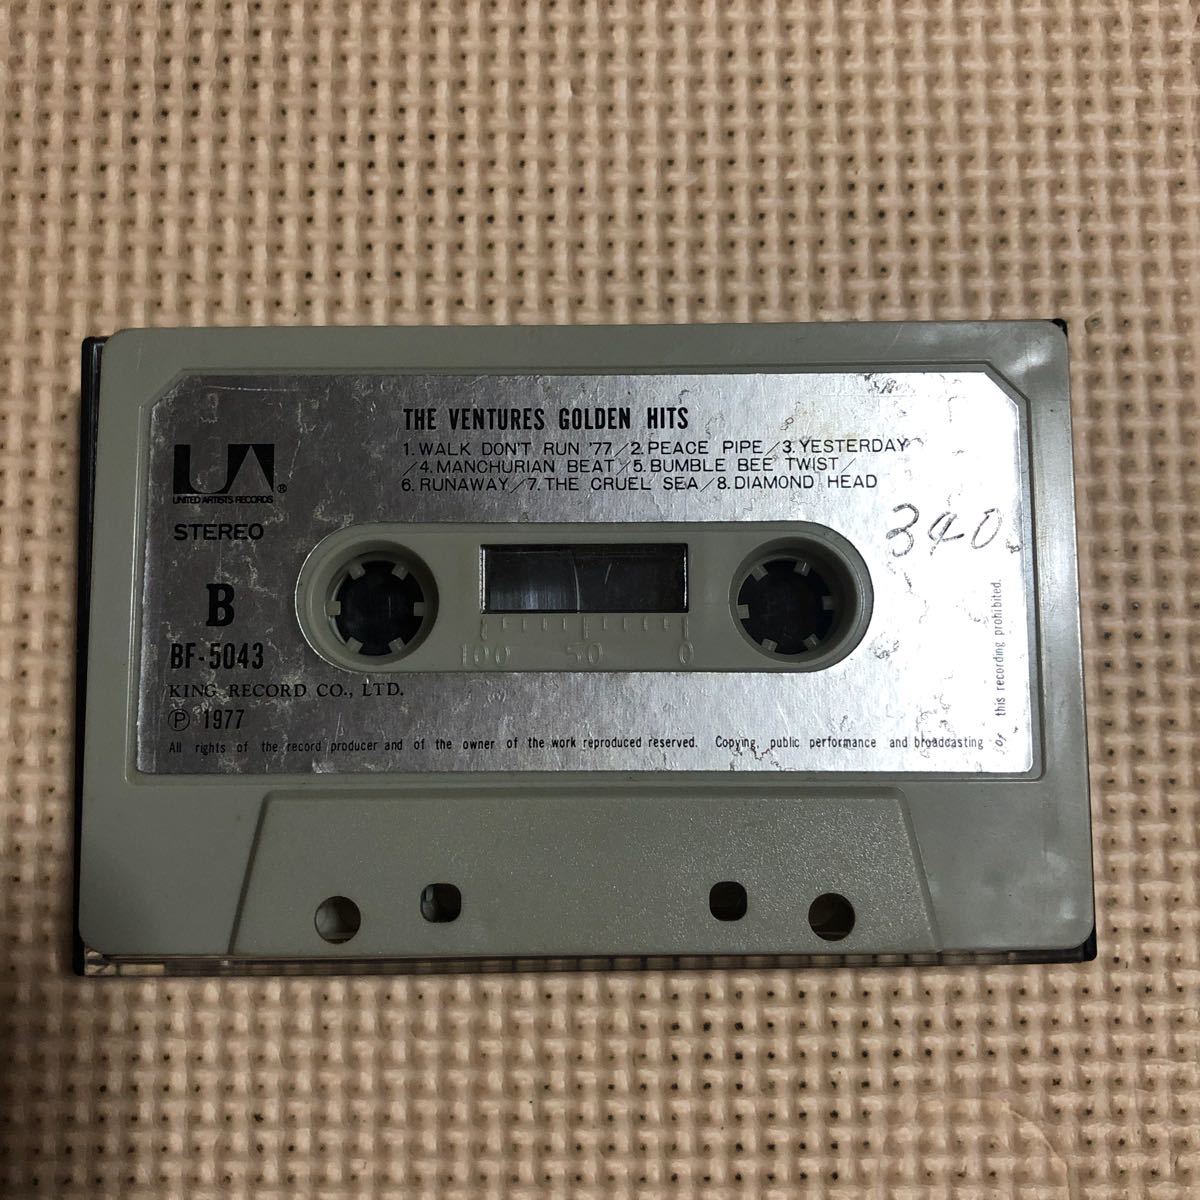 THE VENTURES GOLDEN HITS
1. WALK DON'T RUN '77/2. PEACE PIPE/3. YESTERDAY
/4. MANCHURIAN BEAT/5. BUMBLE BEE TWIST/
6. RUNAWAY/7. THE CRUEL SEA/8. DIAMOND HEAD
UA
UNITED ARTISTS RECORDS ®
STEREO
340
B
BF-5043
100 50 0
KING RECORD CO., LTD.
Ⓟ 1977
All rights of the record producer and of the owner of the work reproduced reserved. Copying, public performance and broadcasting of this recording prohibited.